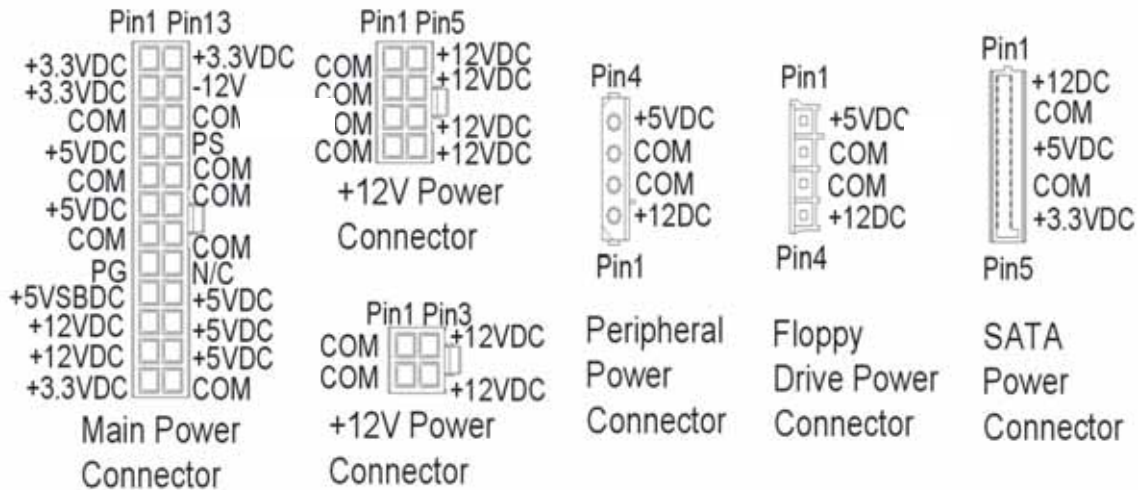 Pin1 Pin13
+3.3VDC
+3.3VDC
COM
+5VDC
COM
+5VDC
COM
PG
+5VSBDC
+12VDC
+12VDC
+3.3VDC
+3.3VDC
-12V
PS
COM
COM
COM
N/C
+5VDC
+5VDC
+5VDC
COM
Main Power
Connector
Pin1 Pin5
COM
COM
COM
+12VDC
+12VDC
+12VDC
+12VDC
+12V Power
Connector
Pin1 Pin3
COM
COM
+12VDC
+12VDC
+12V Power
Connector
Pin4
+5VDC
COM
COM
+12DC
Pin1
Peripheral
Power
Connector
Pin1
+5VDC
COM
COM
+12DC
Pin4
Floppy
Drive Power
Connector
Pin1
+12DC
COM
+5VDC
COM
+3.3VDC
Pin5
SATA
Power
Connector